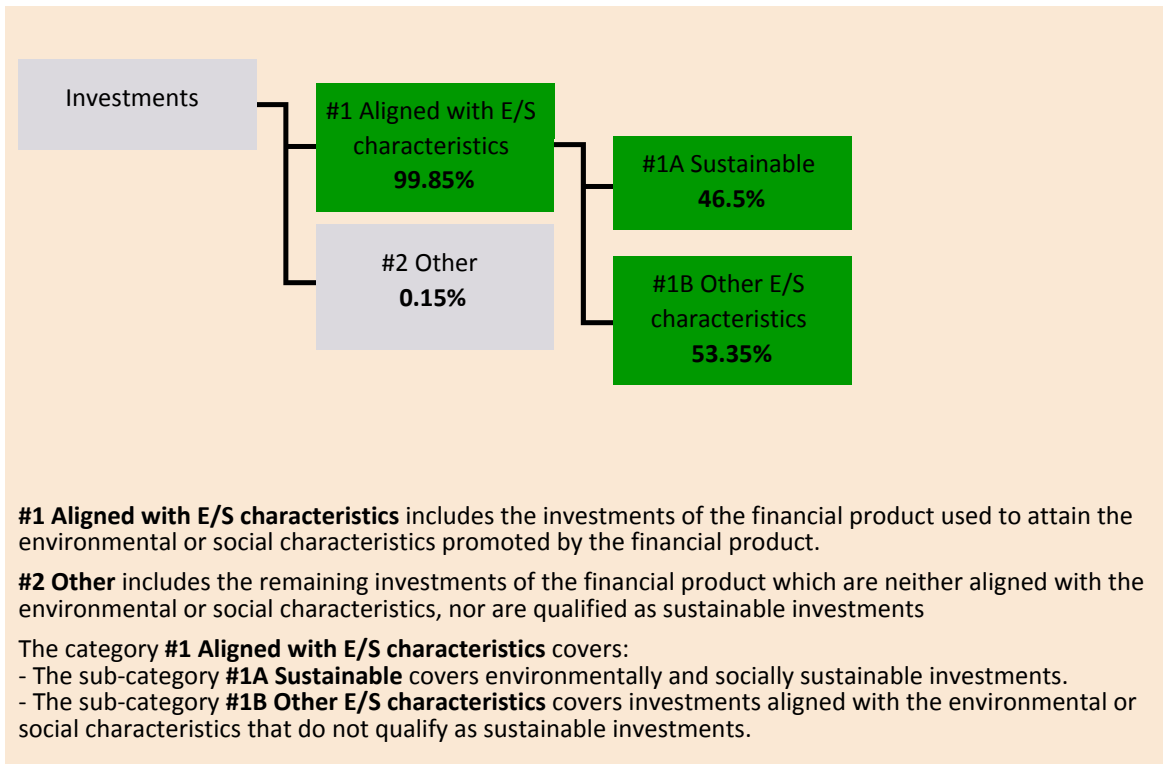 Investments
#1 Aligned with E/S
characteristics
99.85%
#2 Other
0.15%
#1A Sustainable
46.5%
#1B Other E/S
characteristics
53.35%
#1 Aligned with E/S characteristics includes the investments of the financial product used to attain the
environmental or social characteristics promoted by the financial product.
#2 Other includes the remaining investments of the financial product which are neither aligned with the
environmental or social characteristics, nor are qualified as sustainable investments
The category #1 Aligned with E/S characteristics covers:
- The sub-category #1A Sustainable covers environmentally and socially sustainable investments.
- The sub-category #1B Other E/S characteristics covers investments aligned with the environmental or
social characteristics that do not qualify as sustainable investments.